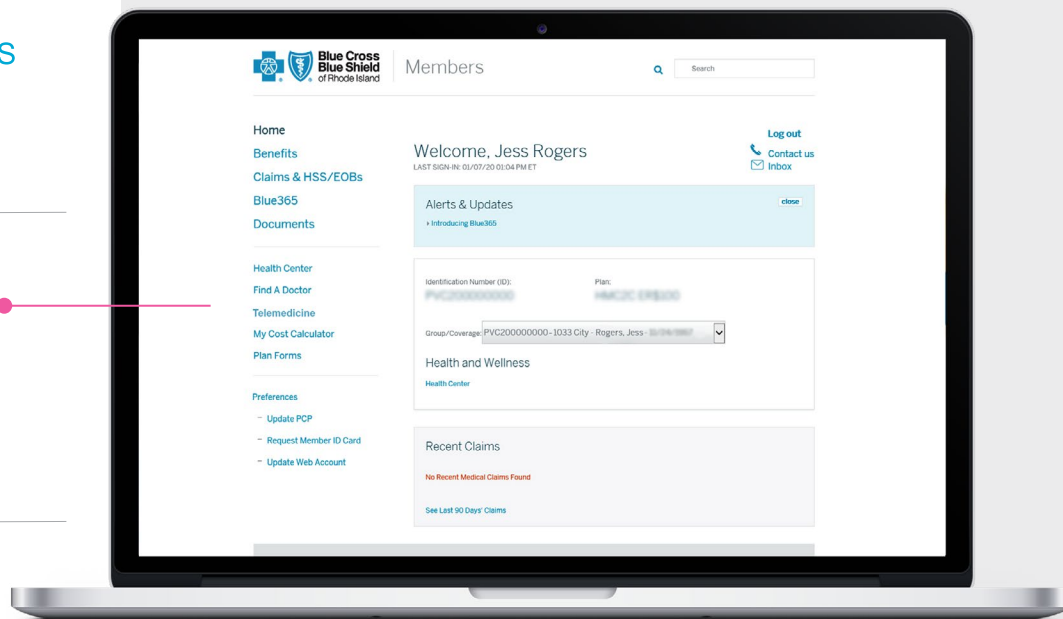 s
Blue Cross
Blue Shield
of Rhode Island
Members
Search
Home
Benefits
Claims & HSS/EOBs
Blue365
Documents
Health Center
Find A Doctor
Telemedicine
My Cost Calculator
Plan Forms
Preferences
- Update PCP
- Request Member ID Card
- Update Web Account
Log out
Contact us
Inbox
Welcome, Jess Rogers
LAST SIGN-IN: 01/07/20 01:04 PM ET
Alerts & Updates
close
› Introducing Blue365
Identification Number (ID):
Plan:
Group/Coverage: PVC200000000-1033 City - Rogers, Jess -
Health and Wellness
Health Center
Recent Claims
No Recent Medical Claims Found
See Last 90 Days' Claims